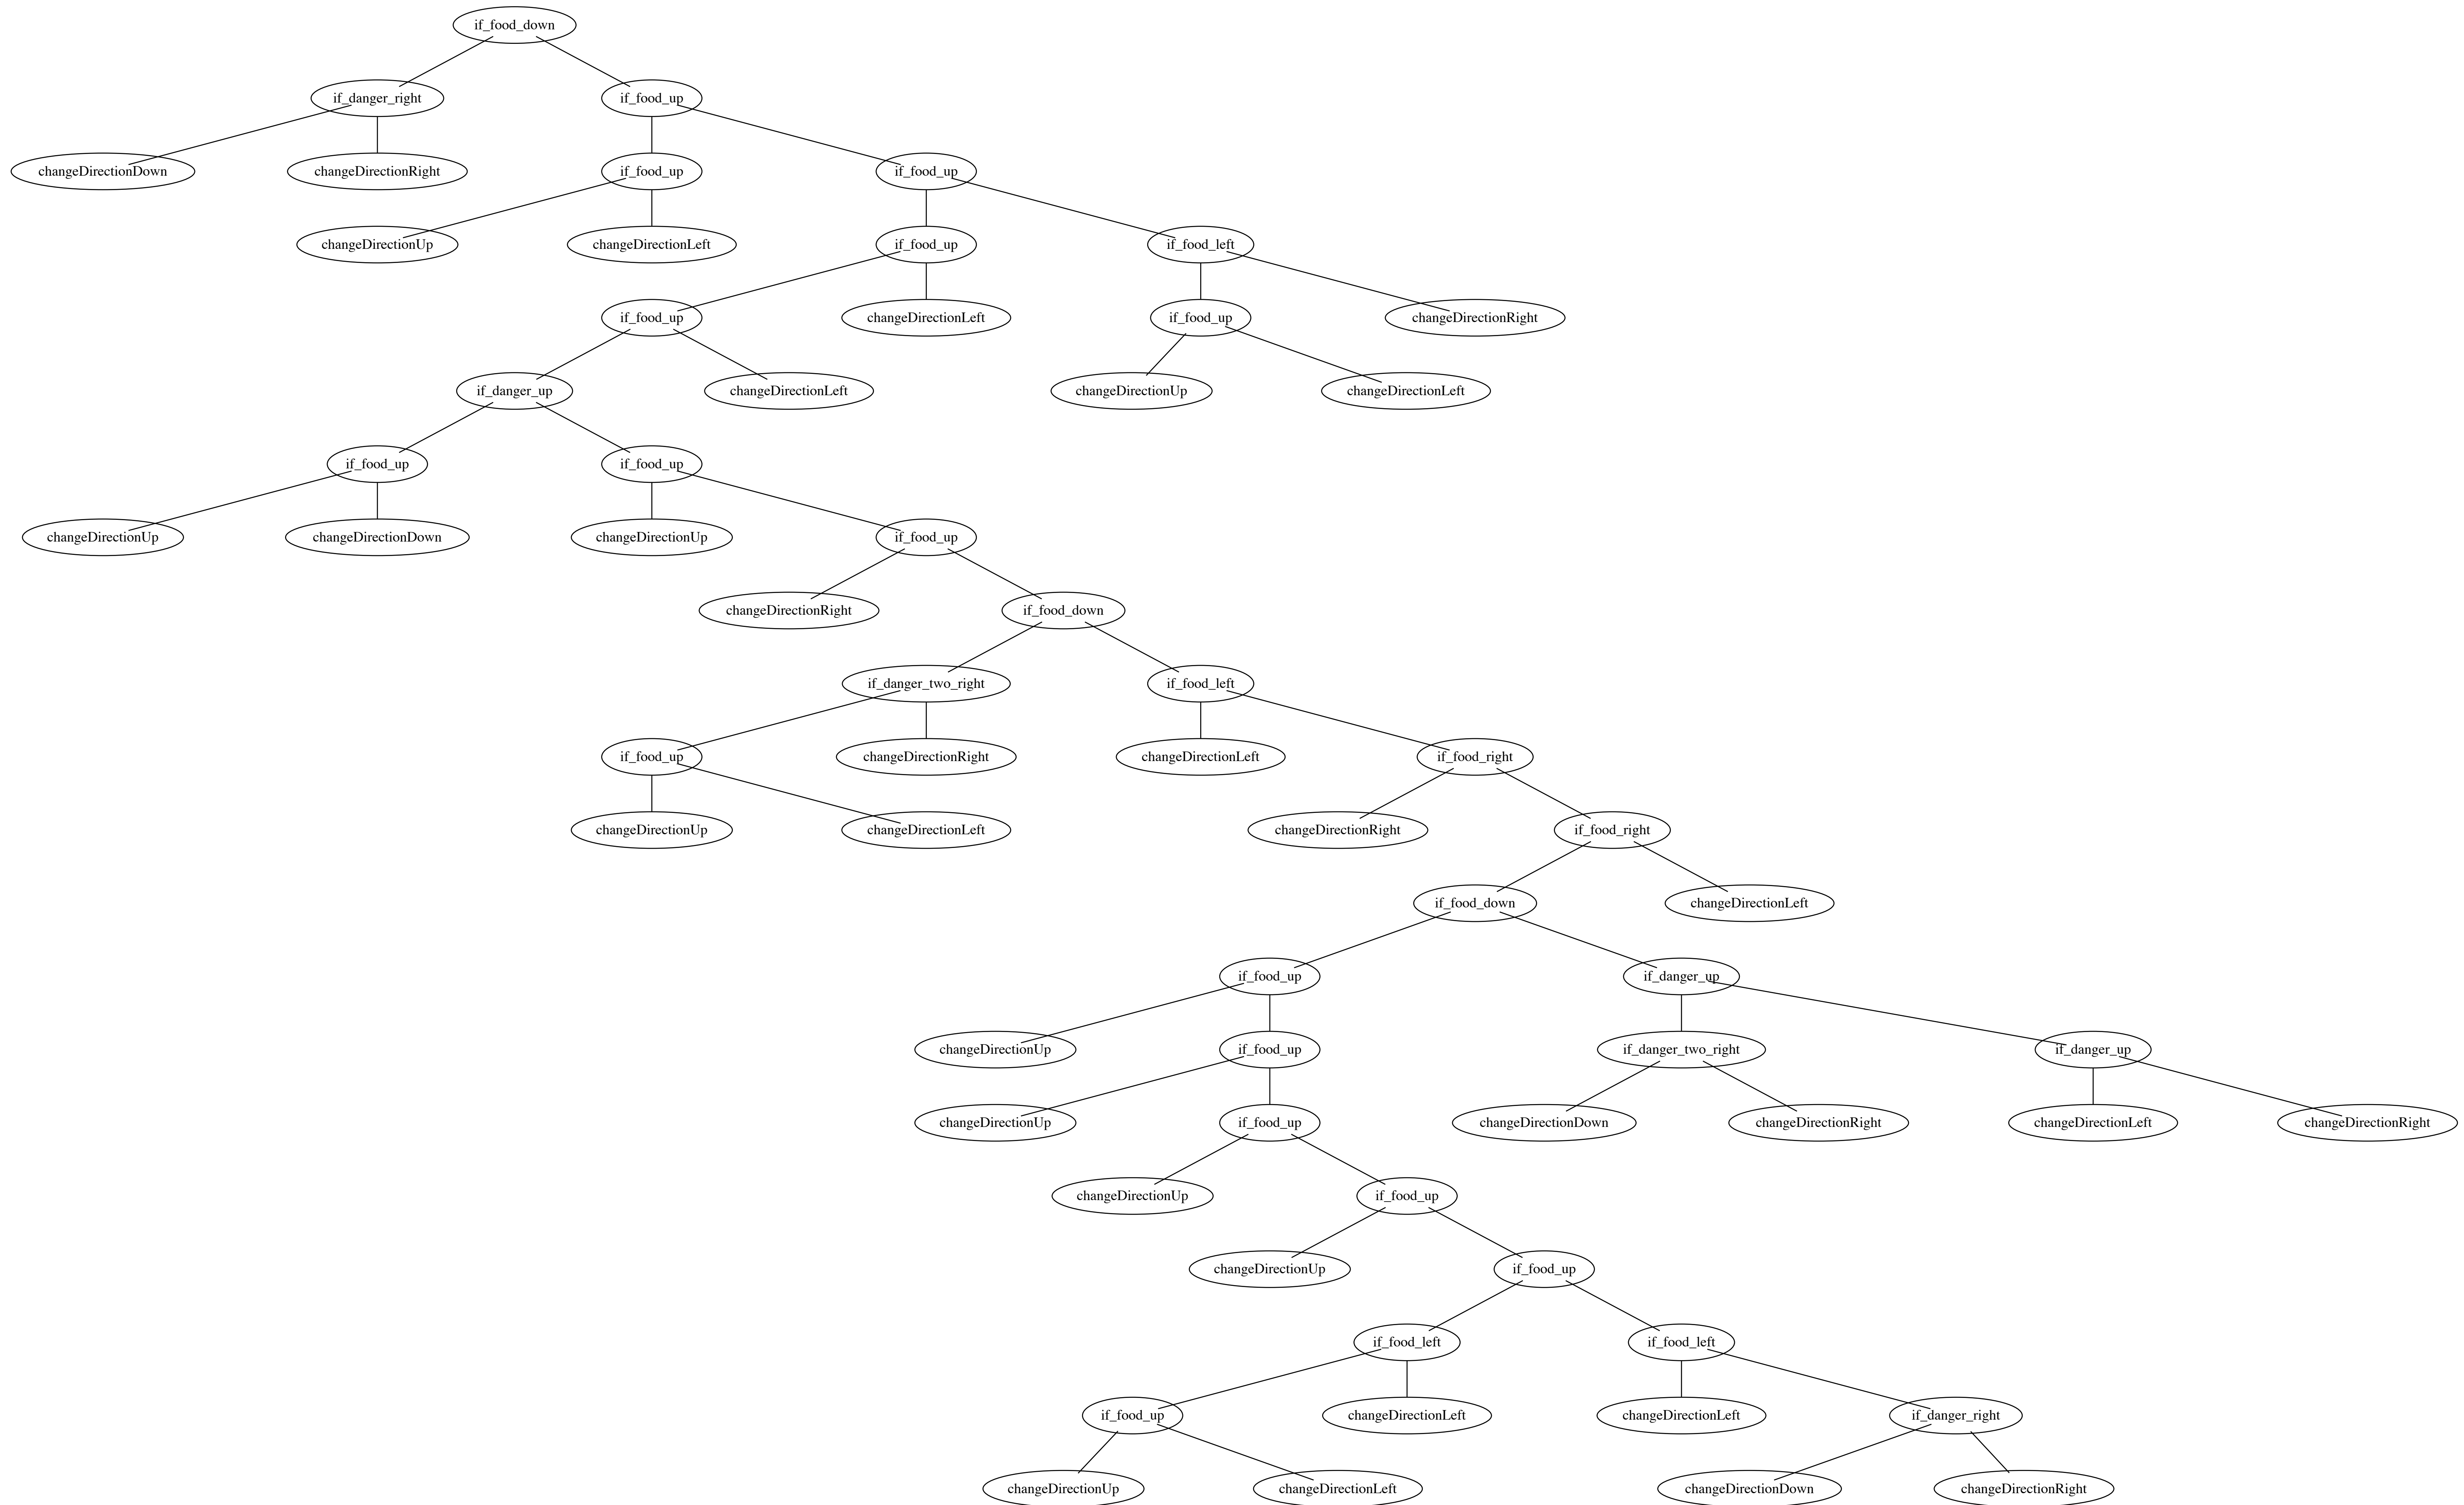 if_food_down
if_danger_right
if_food_up
changeDirectionDown
changeDirectionRight
if_food_up
if_food_up
changeDirectionUp
changeDirectionLeft
if_food_up
if_food_left
if_food_up
changeDirectionLeft
if_food_up
changeDirectionRight
if_danger_up
changeDirectionLeft
changeDirectionUp
changeDirectionLeft
if_food_up
if_food_up
changeDirectionUp
changeDirectionDown
changeDirectionUp
if_food_up
changeDirectionRight
if_food_down
if_danger_two_right
if_food_left
if_food_up
changeDirectionRight
changeDirectionLeft
if_food_right
changeDirectionUp
changeDirectionLeft
changeDirectionRight
if_food_right
if_food_down
changeDirectionLeft
if_food_up
if_danger_up
changeDirectionUp
if_food_up
if_danger_two_right
if_danger_up
changeDirectionUp
if_food_up
changeDirectionDown
changeDirectionRight
changeDirectionLeft
changeDirectionRight
changeDirectionUp
if_food_up
changeDirectionUp
if_food_up
if_food_left
if_food_left
if_food_up
changeDirectionLeft
changeDirectionLeft
if_danger_right
changeDirectionUp
changeDirectionLeft
changeDirectionDown
changeDirectionRight